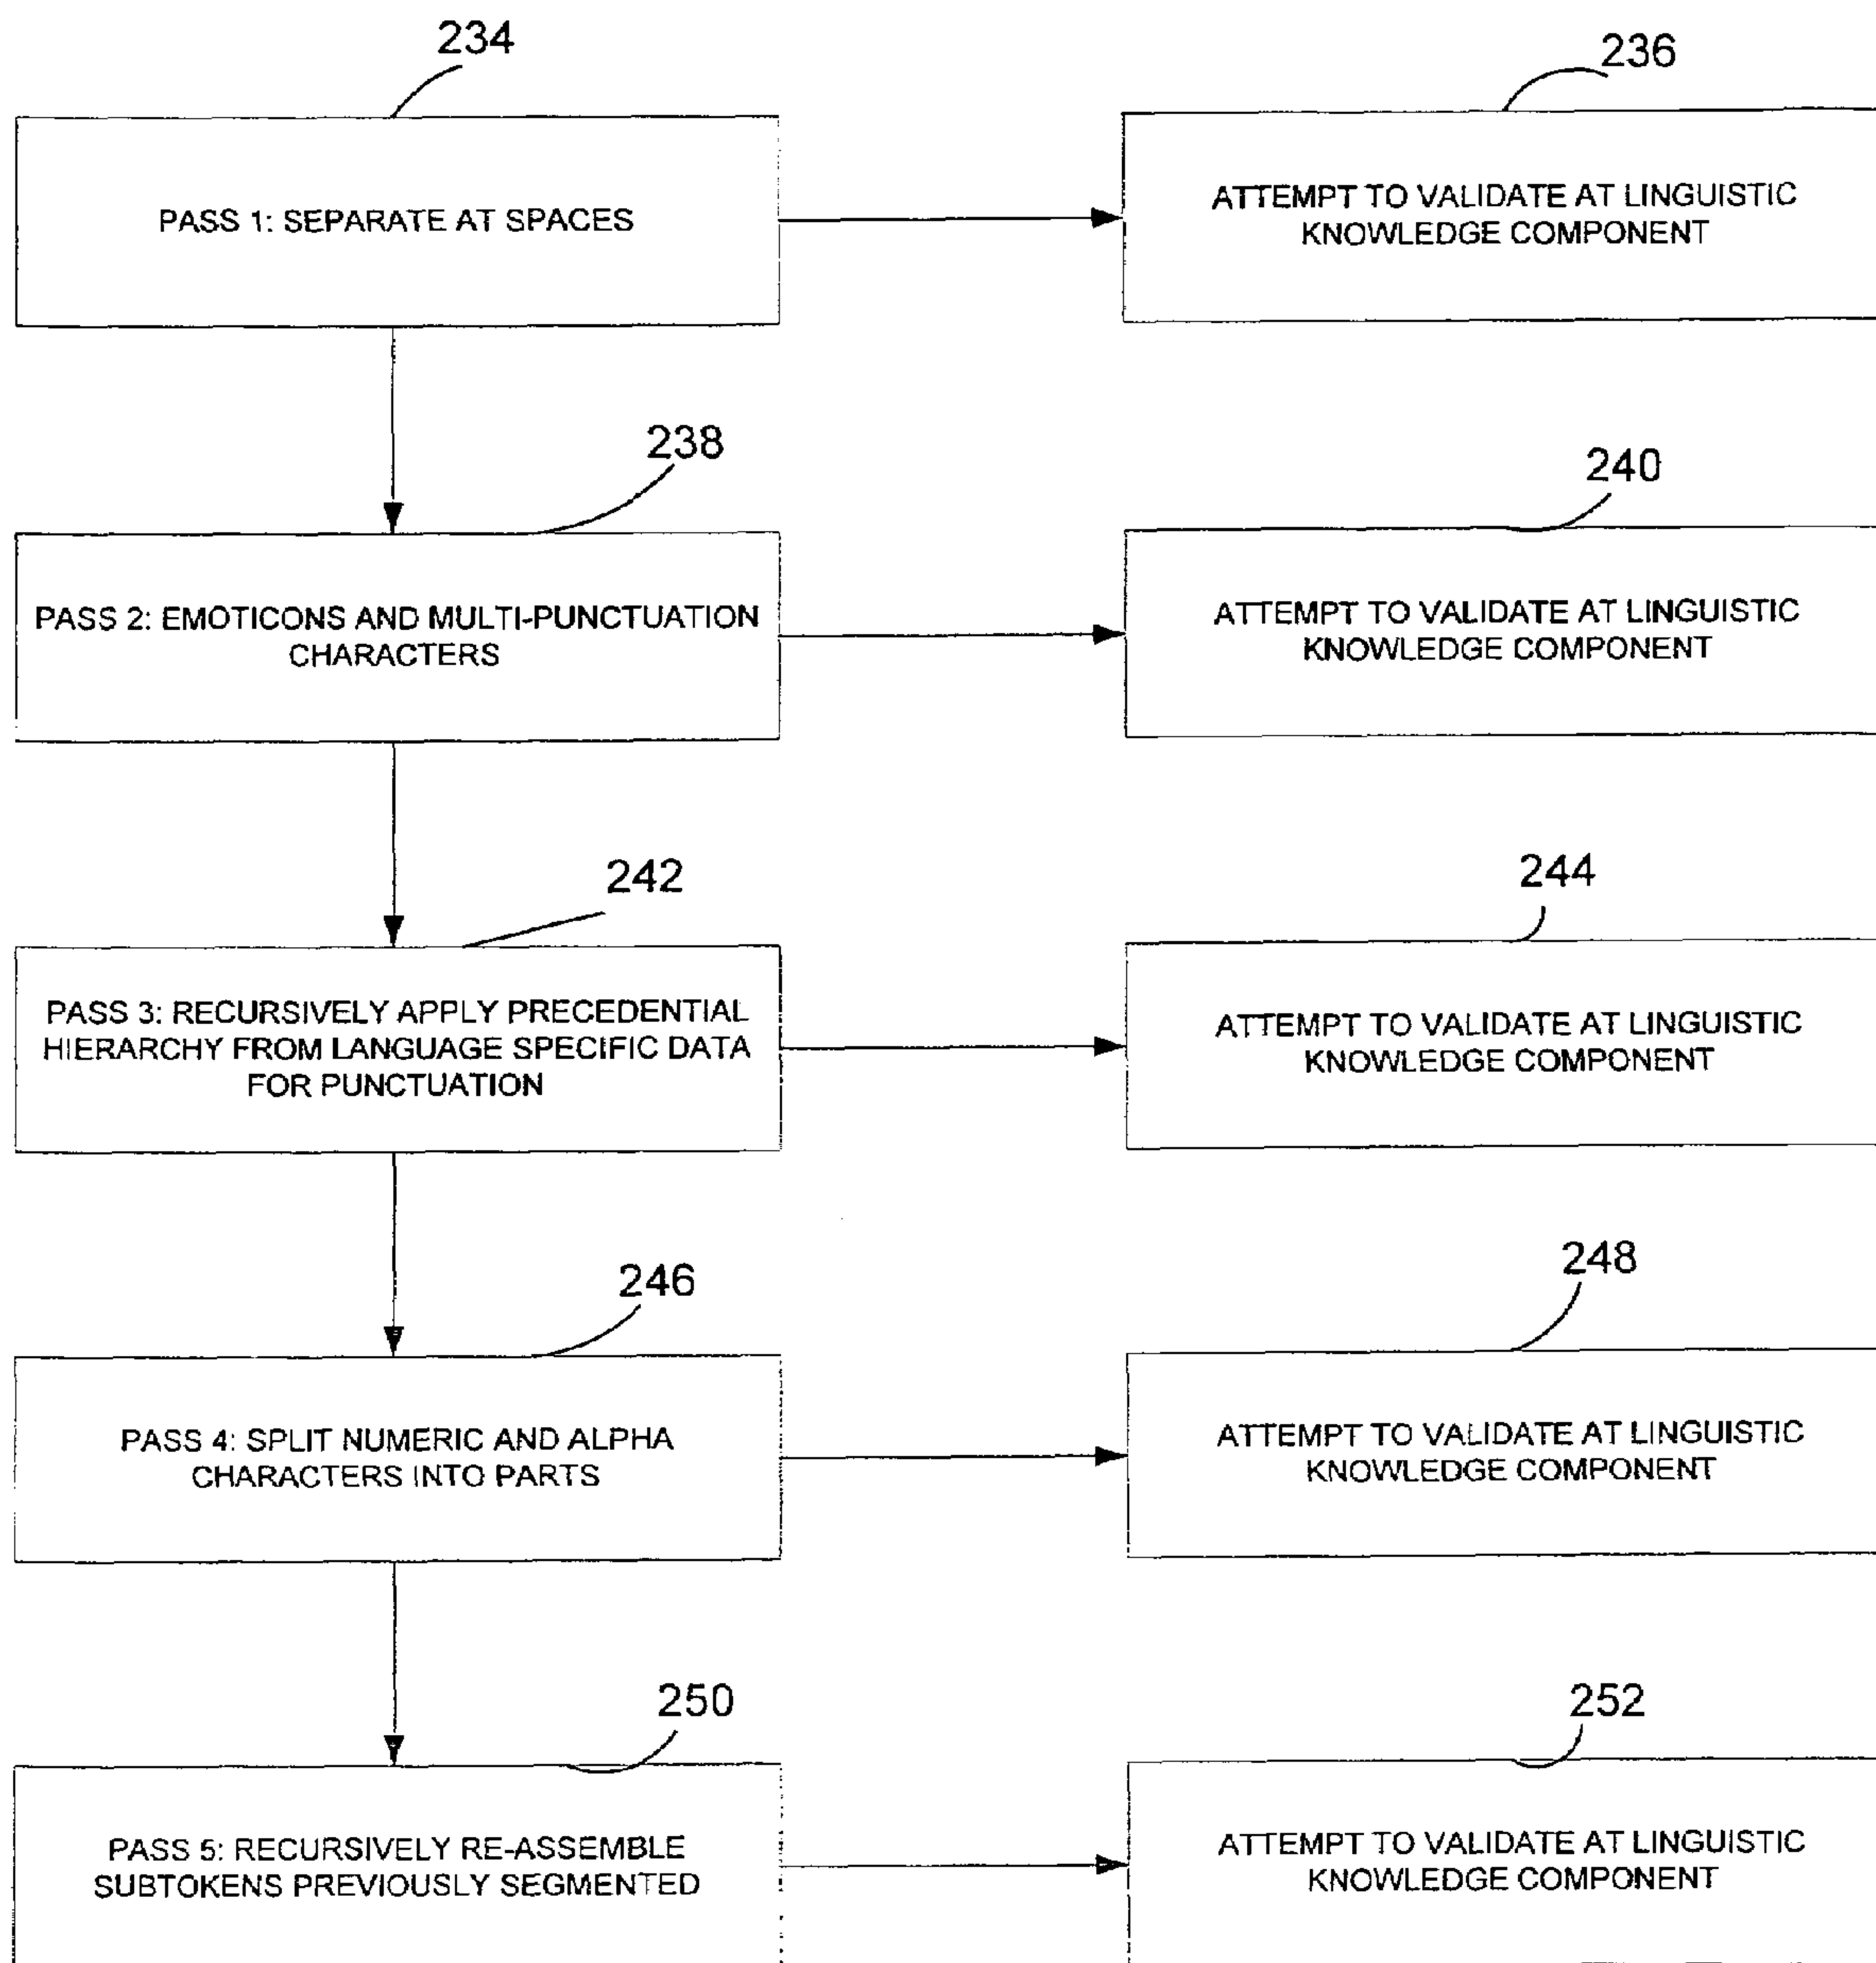 234
236
PASS 1: SEPARATE AT SPACES
ATTEMPT TO VALIDATE AT LINGUISTIC
KNOWLEDGE COMPONENT
238
240
PASS 2: EMOTICONS AND MULTI-PUNCTUATION
CHARACTERS
ATTEMPT TO VALIDATE AT LINGUISTIC
KNOWLEDGE COMPONENT
242
244
PASS 3: RECURSIVELY APPLY PRECEDENTIAL
HIERARCHY FROM LANGUAGE SPECIFIC DATA
FOR PUNCTUATION
ATTEMPT TO VALIDATE AT LINGUISTIC
KNOWLEDGE COMPONENT
246
248
PASS 4: SPLIT NUMERIC AND ALPHA
CHARACTERS INTO PARTS
ATTEMPT TO VALIDATE AT LINGUISTIC
KNOWLEDGE COMPONENT
250
252
PASS 5: RECURSIVELY RE-ASSEMBLE
SUBTOKENS PREVIOUSLY SEGMENTED
ATTEMPT TO VALIDATE AT LINGUISTIC
KNOWLEDGE COMPONENT